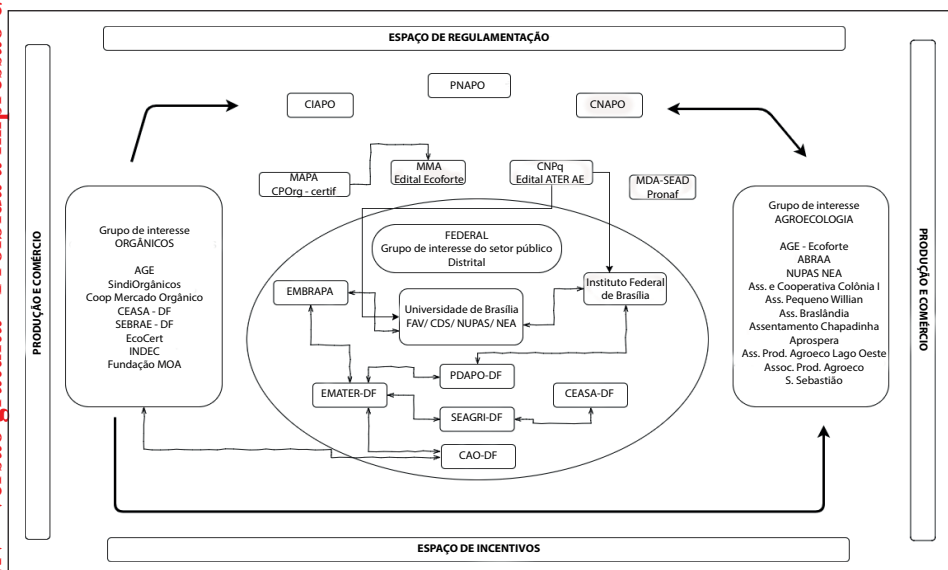 ESPAÇO DE REGULAMENTAÇÃO
PNAPO
CIAPO
CNAPO
MAPA
CPOrg - certif
MMA
Edital Ecoforte
CNPq
Edital ATER AE
MDA-SEAD
Pronaf
PRODUÇÃO E COMÉRCIO
Grupo de interesse
ORGÂNICOS
AGE
SindiOrgânicos
Coop Mercado Orgânico
CEASA - DF
SEBRAE - DF
EcoCert
INDEC
Fundação MOA
FEDERAL
Grupo de interesse do setor público
Distrital
EMBRAPA
Universidade de Brasília
FAV/ CDS/ NUPAS/ NEA
Instituto Federal
de Brasília
PDAPO-DF
EMATER-DF
CEASA-DF
SEAGRI-DF
CAO-DF
Grupo de interesse
AGROECOLOGIA
AGE - Ecoforte
ABRAA
NUPAS NEA
Ass. e Cooperativa Colônia I
Ass. Pequeno Willian
Ass. Braslândia
Assentamento Chapadinha
Aprospera
Ass. Prod. Agroeco Lago Oeste
Assoc. Prod. Agroeco
S. Sebastião
PRODUÇÃO E COMÉRCIO
ESPAÇO DE INCENTIVOS